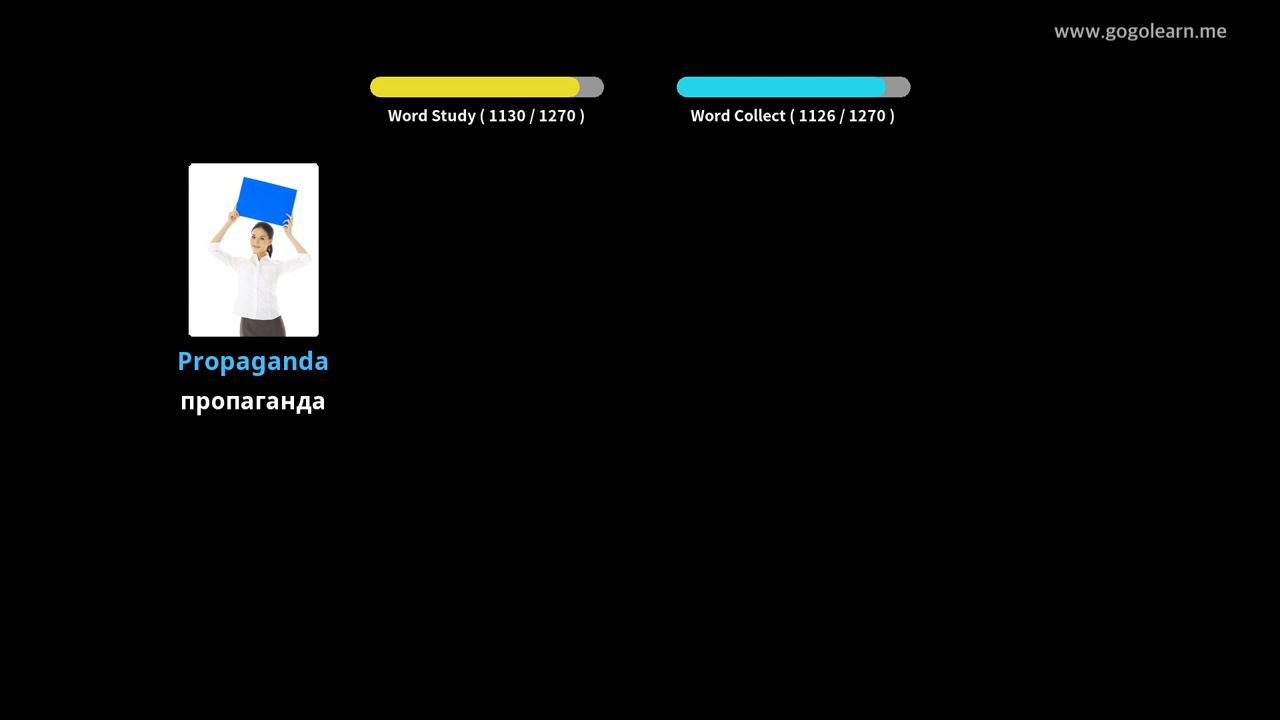 www.gogolearn.me
Word Study ( 1130 / 1270 )
Word Collect ( 1126 / 1270 )
Propaganda
пропаганда